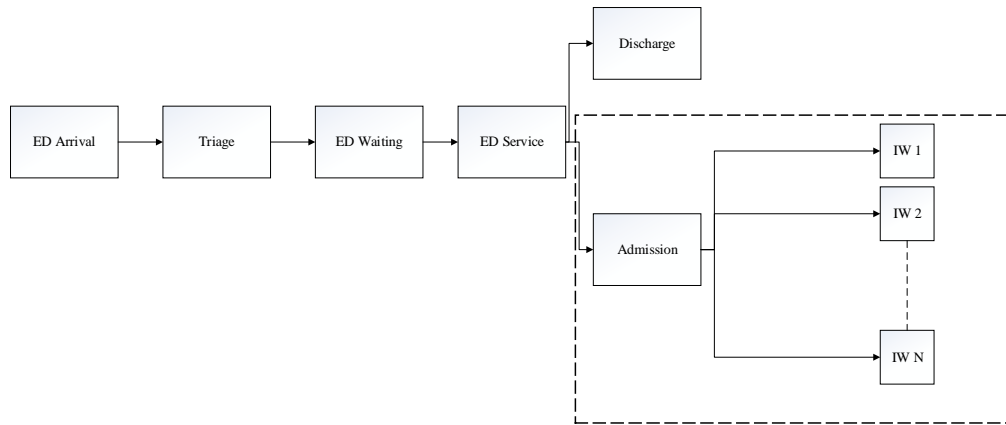 Discharge
ED Arrival
Triage
ED Waiting
ED Service
IW 1
IW 2
Admission
IW N